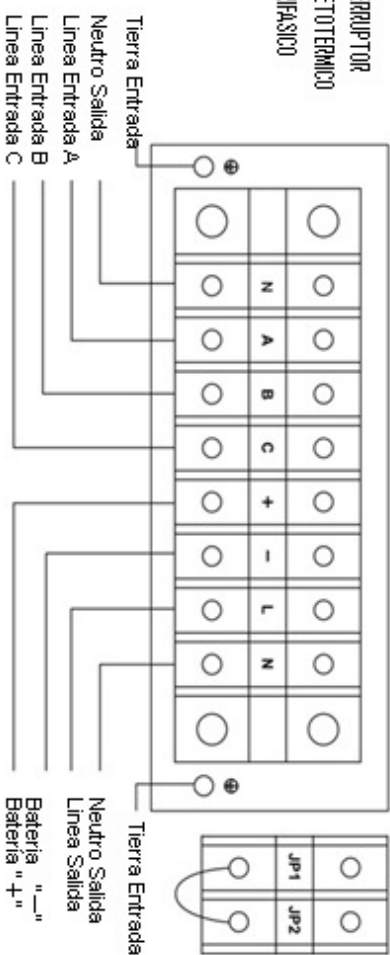 RRUPTOR
ETOTERMICO
IFASICO
N A B C + - L N
JP1 JP2
Tierra Entrada
Neutro Salida
Linea Entrada A
Linea Entrada B
Linea Entrada C
Tierra Entrada
Neutro Salida
Linea Salida
Bateria "—"
Bateria "+"